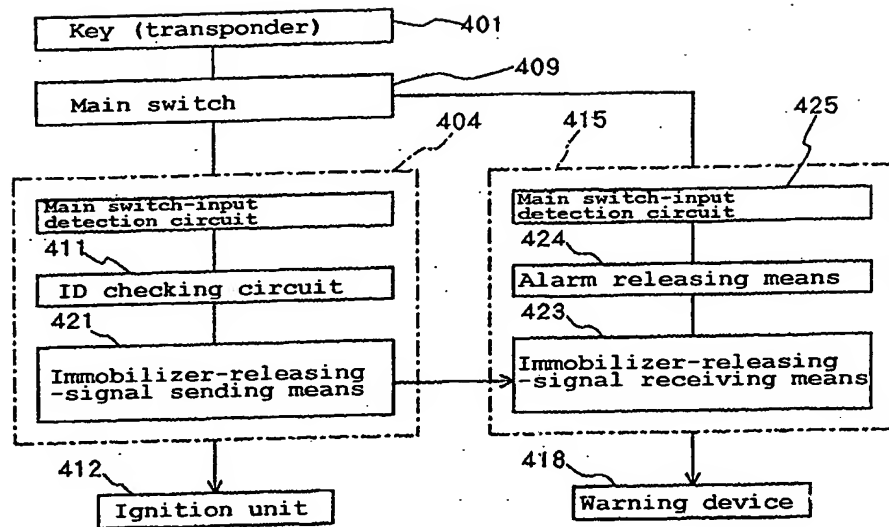 Key (transponder)
401
409
Main switch
425
404
415
Main switch-input
detection circuit
411
ID checking circuit
421
Immobilizer-releasing
-signal sending means
412
Ignition unit
Main switch-input
detection circuit
424
Alarm releasing means
423
Immobilizer-releasing
-signal receiving means
418
Warning device